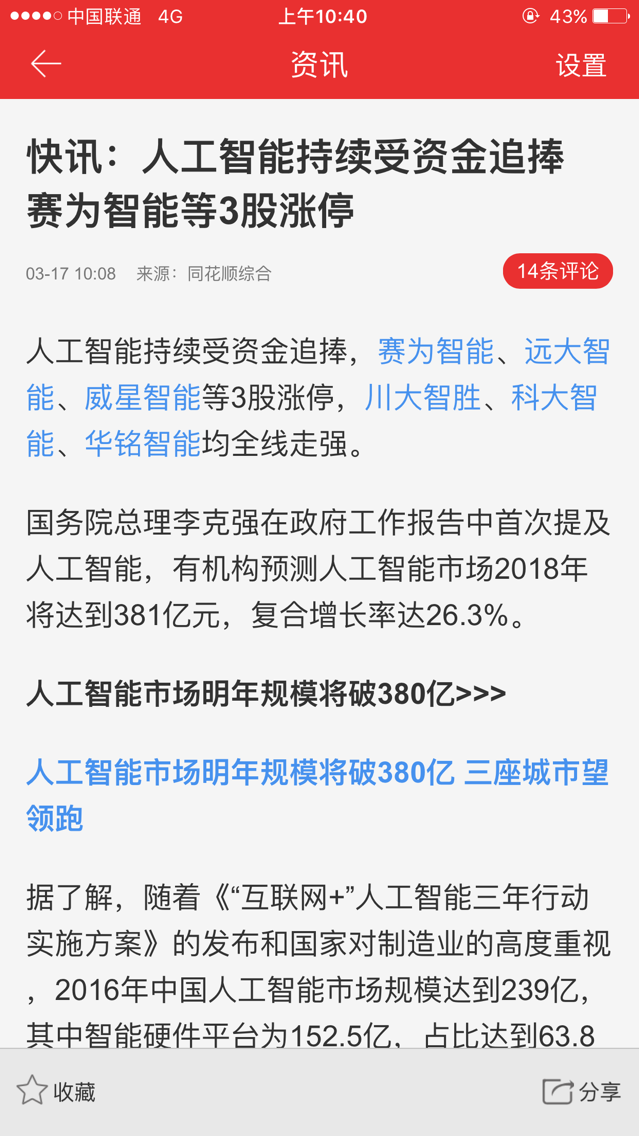 中国联通 4G 上午10:40 43%
资讯 设置
快讯：人工智能持续受资金追捧
赛为智能等3股涨停
03-17 10:08 来源：同花顺综合 14条评论
人工智能持续受资金追捧，赛为智能、远大智
能、威星智能等3股涨停，川大智胜、科大智
能、华铭智能均全线走强。
国务院总理李克强在政府工作报告中首次提及
人工智能，有机构预测人工智能市场2018年
将达到381亿元，复合增长率达26.3%。
人工智能市场明年规模将破380亿>>>
人工智能市场明年规模将破380亿 三座城市望
领跑
据了解，随着《“互联网+”人工智能三年行动
实施方案》的发布和国家对制造业的高度重视
，2016年中国人工智能市场规模达到239亿，
其中智能硬件平台为152.5亿，占比达到63.8
收藏 分享